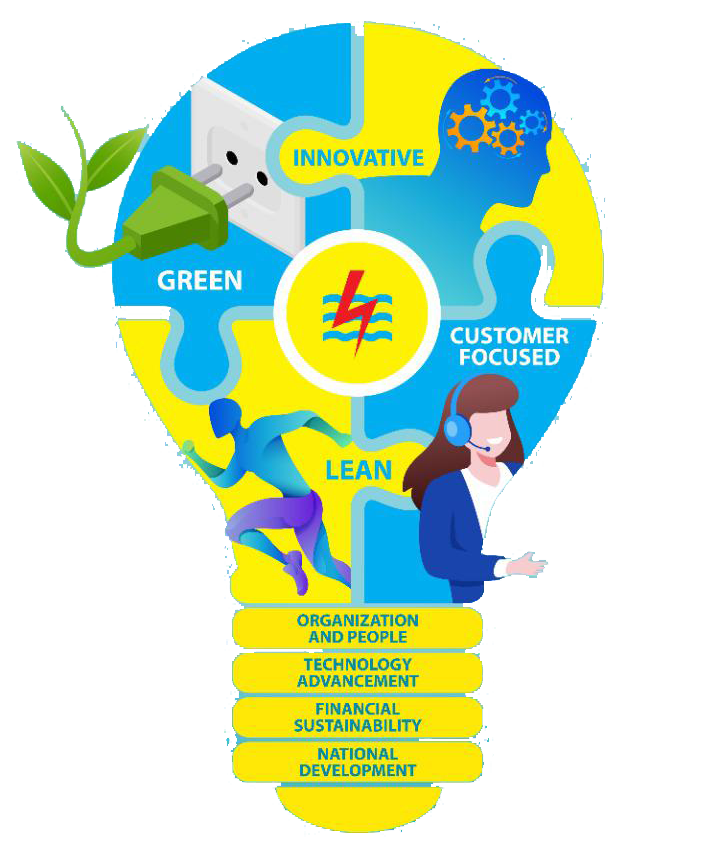 INNOVATIVE
GREEN
CUSTOMER
FOCUSED
LEAN
ORGANIZATION
AND PEOPLE
TECHNOLOGY
ADVANCEMENT
FINANCIAL
SUSTAINABILITY
NATIONAL
DEVELOPMENT